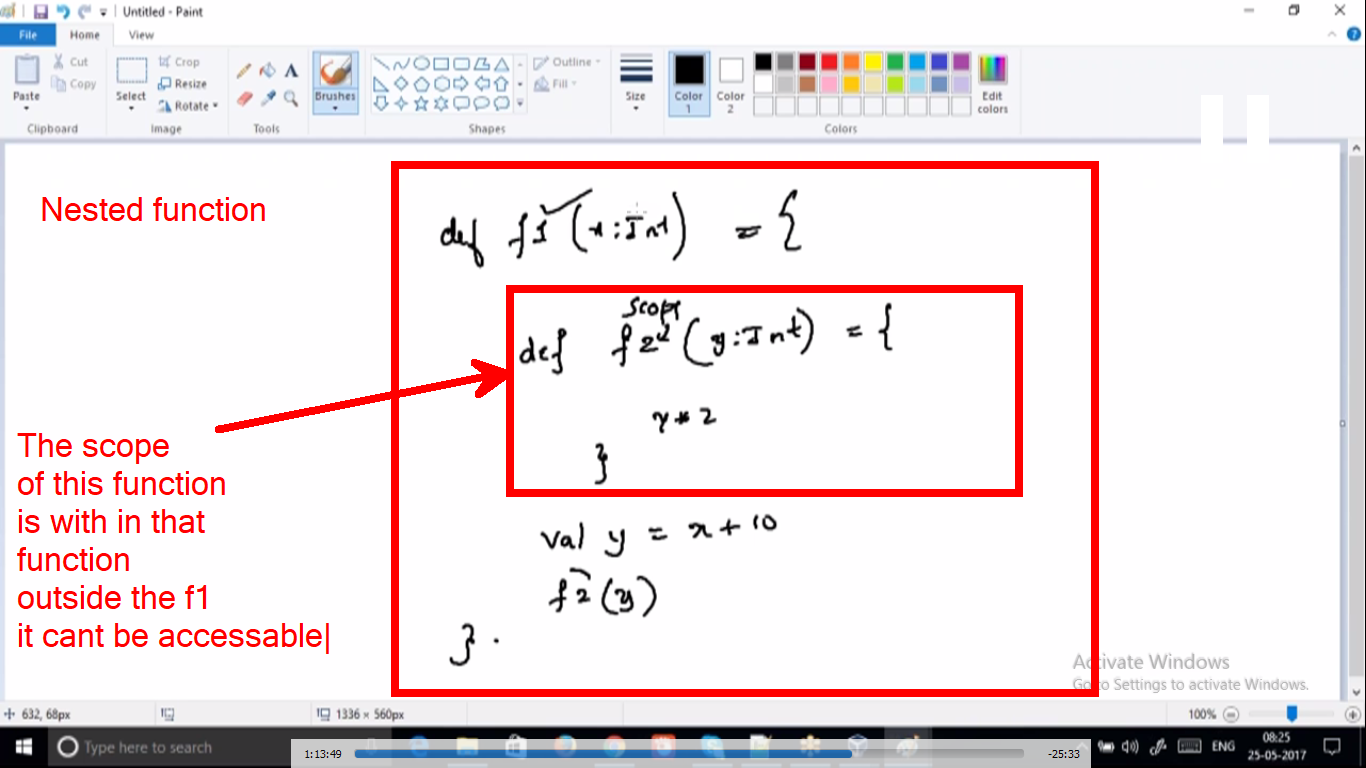 Untitled - Paint
File
Home
View
Paste
Cut
Copy
Clipboard
Select
Crop
Resize
Rotate
Image
Tools
Brushes
Outline
Fill
Shapes
Size
Color 1
Color 2
Edit colors
Colors
Nested function
def f1 (x:Int) = {
scope
def f2 (y:Int) = {
y * 2
}
val y = x + 10
f2(y)
} .
The scope
of this function
is with in that
function
outside the f1
it cant be accessable|
Activate Windows
Go to Settings to activate Windows.
632, 68px
1336 × 560px
100%
Type here to search
1:13:49
-25:33
ENG
08:25
25-05-2017